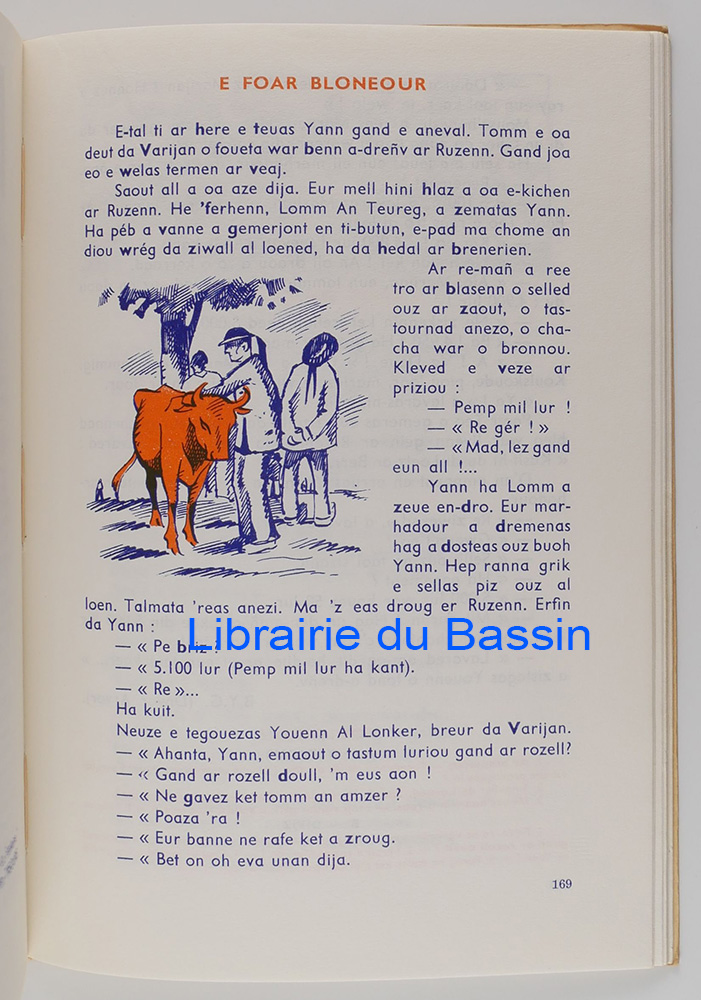 E FOAR BLONEOUR
E-tal ti ar here e teuas Yann gand e aneval. Tomm e oa
deut da Varijan o foueta war benn a-dreñv ar Ruzenn. Gand joa
eo e welas termen ar veaj.
Saout all a oa aze dija. Eur mell hini hlaz a oa e-kichen
ar Ruzenn. He 'ferhenn, Lomm An Teureg, a zematas Yann.
Ha péb a vanne a gemerjont en ti-butun, e-pad ma chome an
diou wrég da ziwall al loened, ha da hedal ar brenerien.
Ar re-mañ a ree
tro ar blasenn o selled
ouz ar zaout, o tas-
tournad anezo, o cha-
cha war o bronnou.
Kleved e veze ar
priziou :
— Pemp mil lur !
— « Re gér ! »
— « Mad, lez gand
eun all !...
Yann ha Lomm a
zeue en-dro. Eur mar-
hadour a dremenas
hag a dosteas ouz buoh
Yann. Hep ranna grik
e sellas piz ouz al
loen. Talmata 'reas anezi. Ma 'z eas droug er Ruzenn. Erfin
da Yann :
— « Pe briz ?
— « 5.100 lur (Pemp mil lur ha kant).
— « Re »...
Ha kuit.
Neuze e tegouezas Youenn Al Lonker, breur da Varijan.
— « Ahanta, Yann, emaout o tastum luriou gand ar rozell?
— « Gand ar rozell doull, 'm eus aon !
— « Ne gavez ket tomm an amzer ?
— « Poaza 'ra !
— « Eur banne ne rafe ket a zroug.
— « Bet on oh eva unan dija.
169
Librairie du Bassin